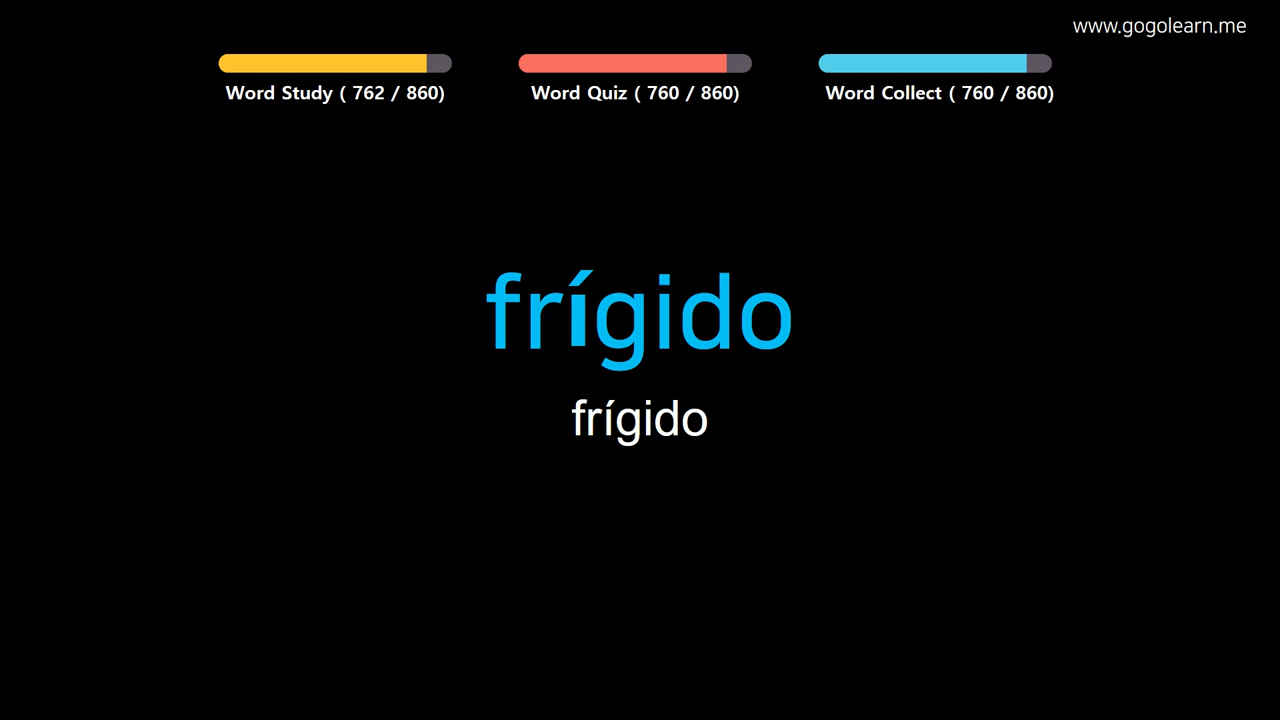 www.gogolearn.me
Word Study ( 762 / 860)
Word Quiz ( 760 / 860)
Word Collect ( 760 / 860)
frígido
frígido